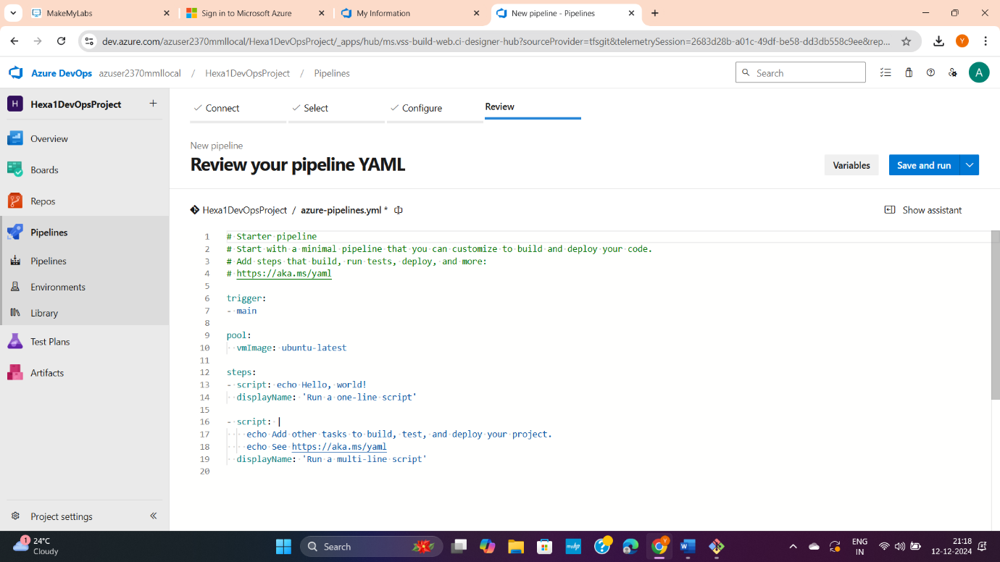 MakeMyLabs
Sign in to Microsoft Azure
My Information
New pipeline - Pipelines
dev.azure.com/azuser2370mmllocal/Hexa1DevOpsProject/_apps/hub/ms.vss-build-web.ci-designer-hub?sourceProvider=tfsgit&telemetrySession=2683d28b-a01c-49df-be58-dd3db558c9ee&rep...
Y
Azure DevOps azuser2370mmllocal / Hexa1DevOpsProject / Pipelines
Search
A
H Hexa1DevOpsProject +
Overview
Boards
Repos
Pipelines
Pipelines
Environments
Library
Test Plans
Artifacts
Project settings
Connect
Select
Configure
Review
New pipeline
Review your pipeline YAML
Variables
Save and run
Hexa1DevOpsProject / azure-pipelines.yml *
Show assistant
1 # Starter pipeline
2 # Start with a minimal pipeline that you can customize to build and deploy your code.
3 # Add steps that build, run tests, deploy, and more:
4 # https://aka.ms/yaml
5
6 trigger:
7 - main
8
9 pool:
10   vmImage: ubuntu-latest
11
12 steps:
13 - script: echo Hello, world!
14   displayName: 'Run a one-line script'
15
16 - script: |
17     echo Add other tasks to build, test, and deploy your project.
18     echo See https://aka.ms/yaml
19   displayName: 'Run a multi-line script'
20
1
24°C
Cloudy
Search
myhp
Y
W
ENG
IN
21:18
12-12-2024